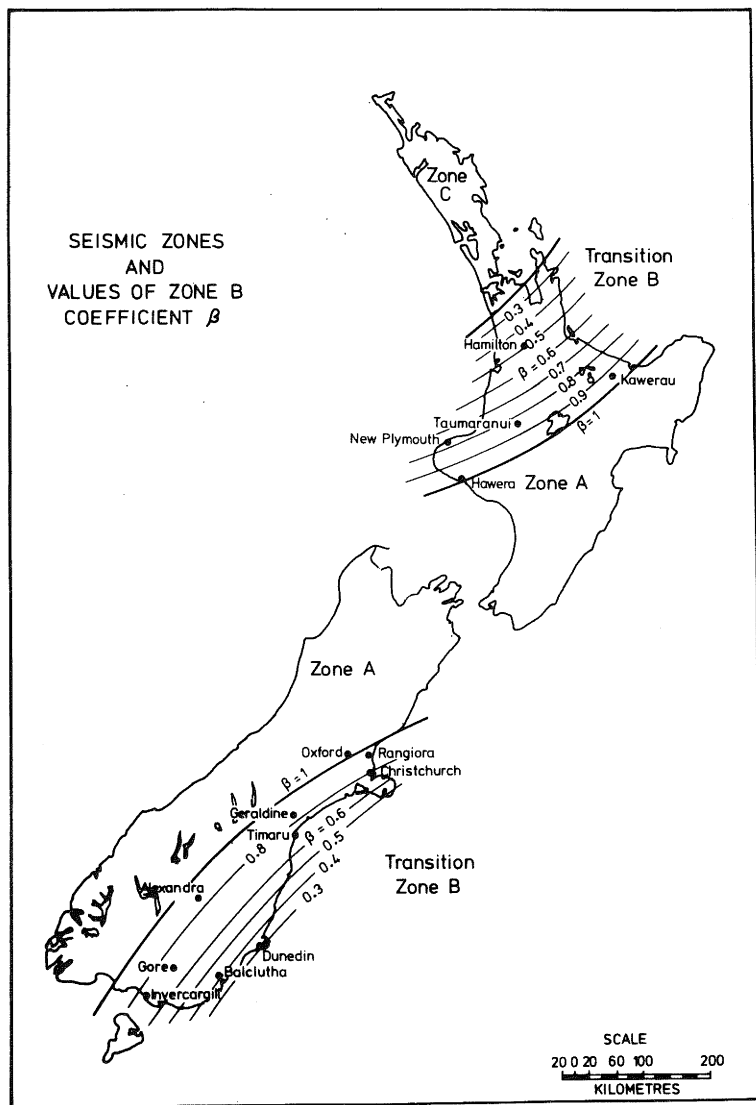 Zone
C
SEISMIC ZONES
AND
VALUES OF ZONE B
COEFFICIENT β
Transition
Zone B
0.3
0.4
Hamilton
0.5
β = 0.6
0.7
0.8
0.9
Kawerau
β = 1
Taumaranui
New Plymouth
Hawera
Zone A
Zone A
Oxford
Rangiora
Christchurch
β = 1
Geraldine
Timaru
β = 0.6
0.5
0.4
0.3
0.8
Transition
Zone B
Alexandra
Dunedin
Gore
Balclutha
Invercargill
SCALE
20 0 20 60 100 200
KILOMETRES